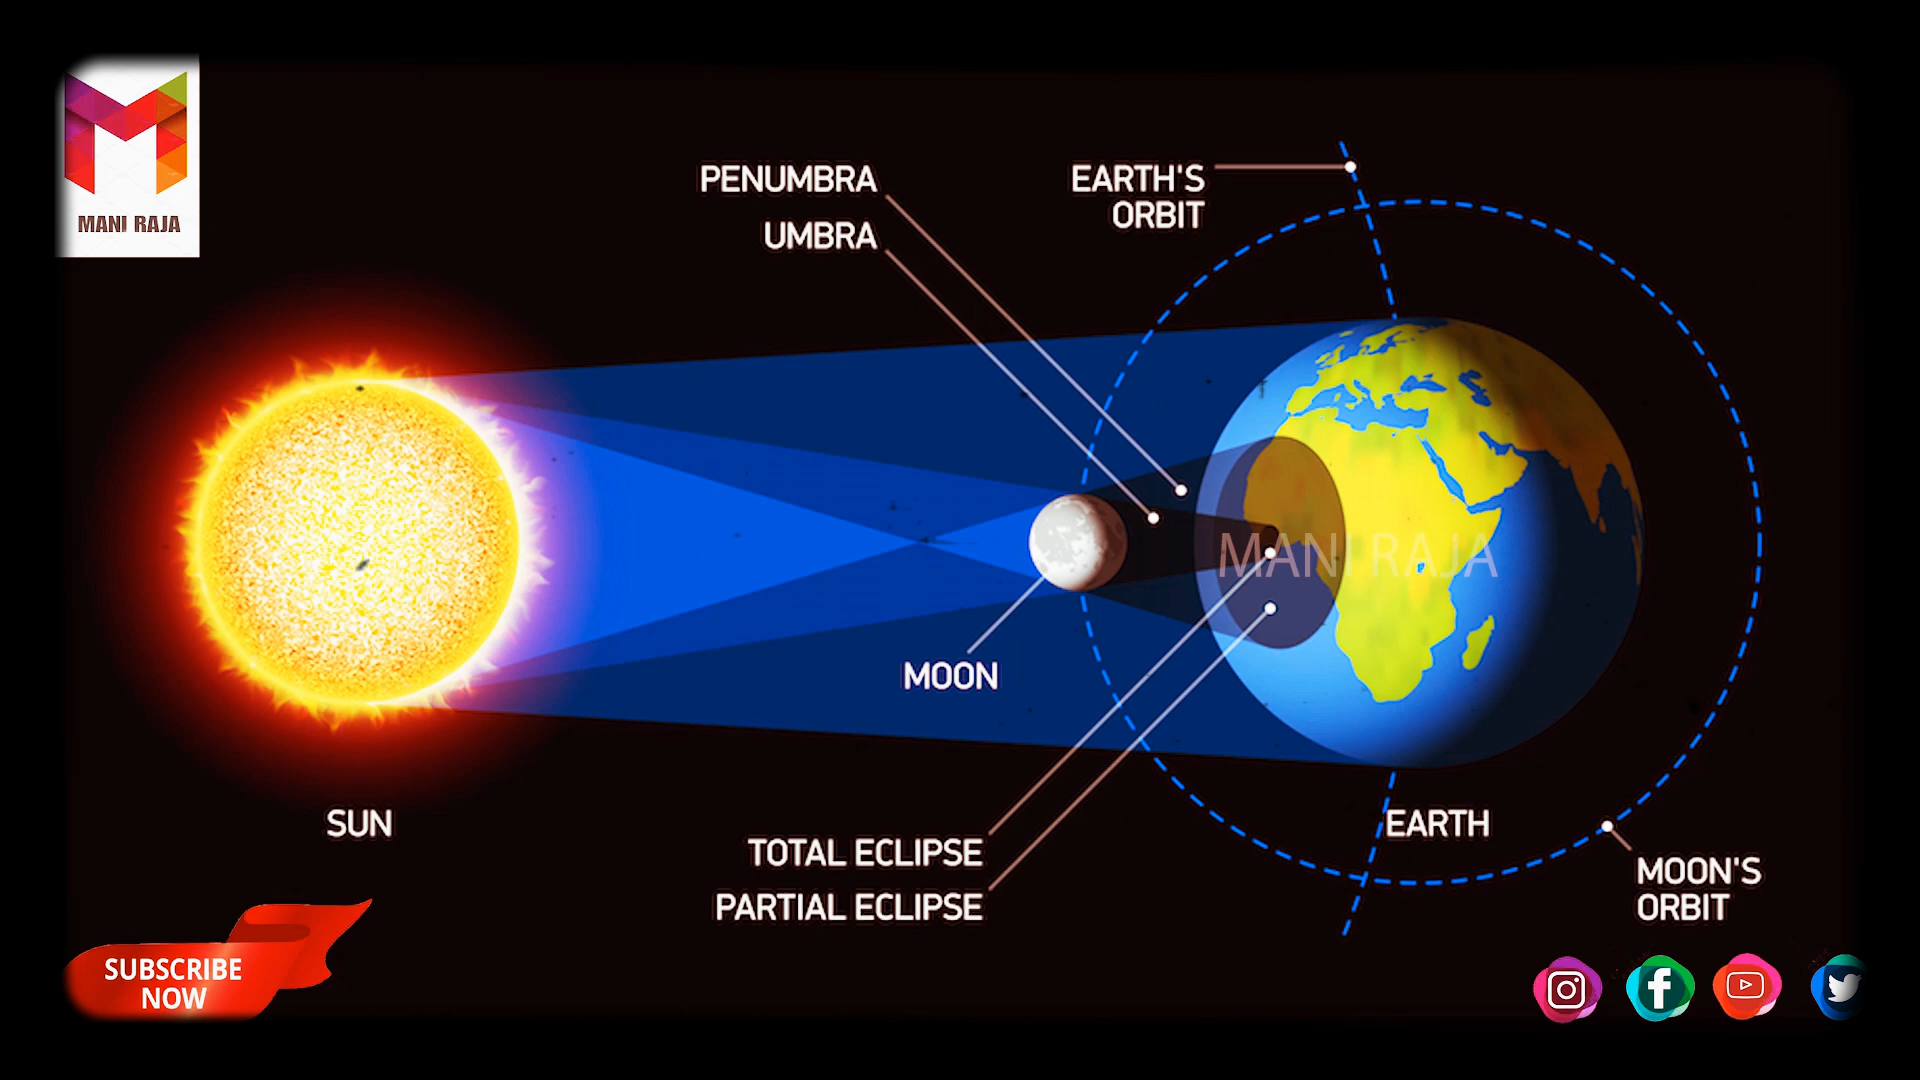 MANI RAJA
PENUMBRA
UMBRA
EARTH'S
ORBIT
MANI RAJA
MOON
SUN
EARTH
TOTAL ECLIPSE
PARTIAL ECLIPSE
MOON'S
ORBIT
SUBSCRIBE
NOW